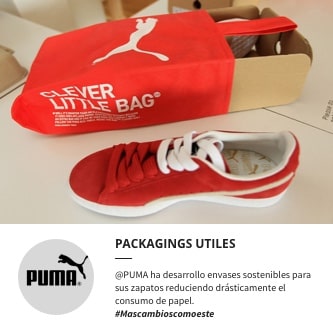 CLEVER
LITTLE BAG
PACKAGINGS UTILES
PUMA
@PUMA ha desarrollo envases sostenibles para
sus zapatos reduciendo drásticamente el
consumo de papel.
#Mascambioscomoeste